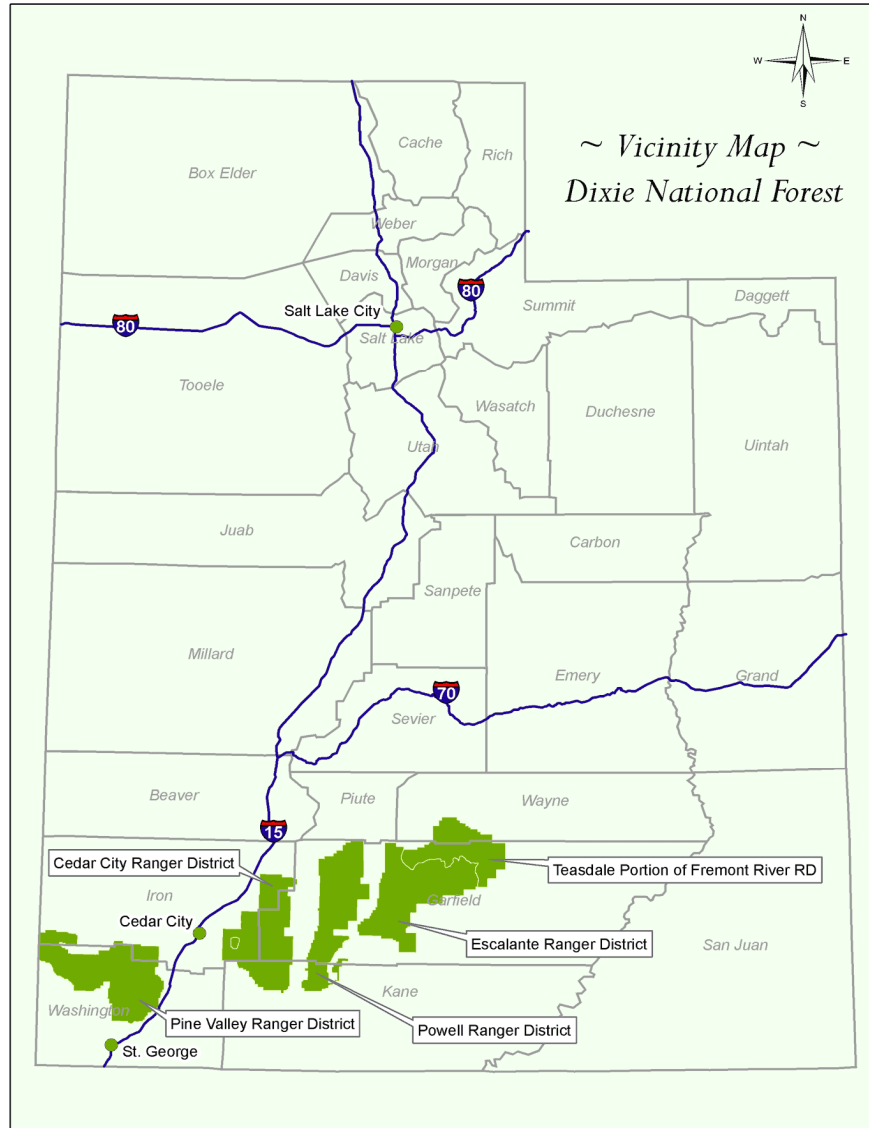 N
W E
S
~ Vicinity Map ~
Dixie National Forest
Cache
Rich
Box Elder
Weber
Morgan
Davis
80
Summit
Daggett
Salt Lake City
80
Salt Lake
Tooele
Wasatch
Duchesne
Utah
Uintah
Juab
Carbon
Sanpete
Millard
Emery
Grand
70
Sevier
Beaver
Piute
Wayne
15
Cedar City Ranger District
Teasdale Portion of Fremont River RD
Iron
Garfield
Cedar City
Escalante Ranger District
San Juan
Kane
Washington
Pine Valley Ranger District
Powell Ranger District
St. George